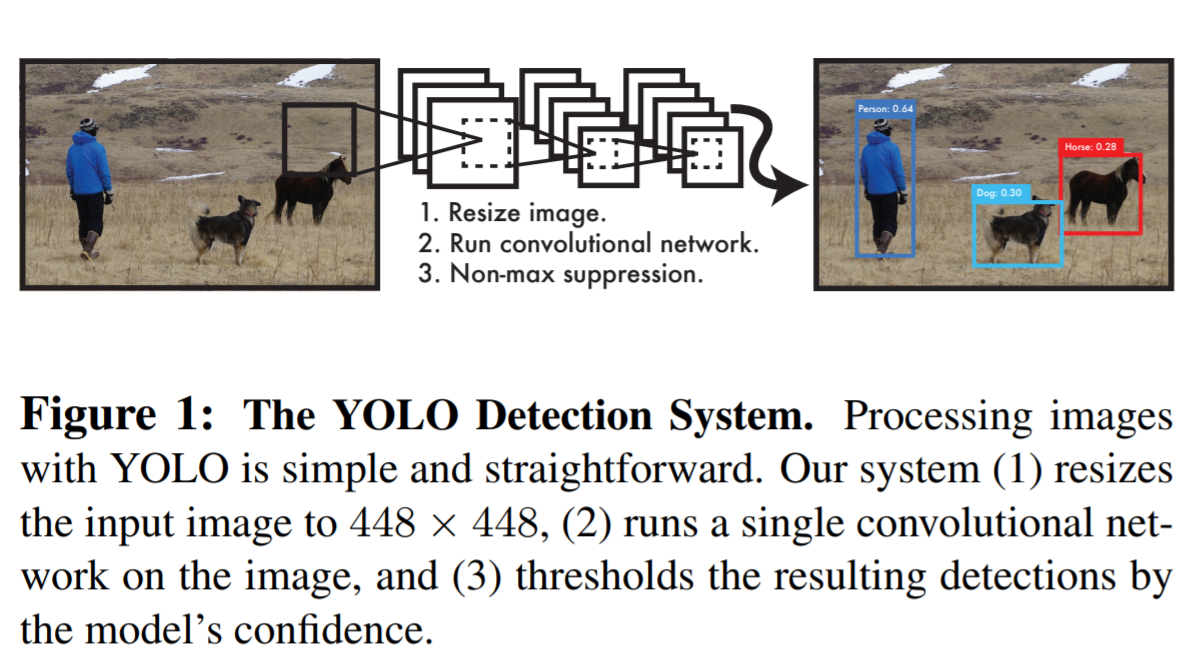 Person: 0.64
Horse: 0.28
Dog: 0.30
1. Resize image.
2. Run convolutional network.
3. Non-max suppression.
Figure 1: The YOLO Detection System. Processing images
with YOLO is simple and straightforward. Our system (1) resizes
the input image to 448 × 448, (2) runs a single convolutional net-
work on the image, and (3) thresholds the resulting detections by
the model’s confidence.